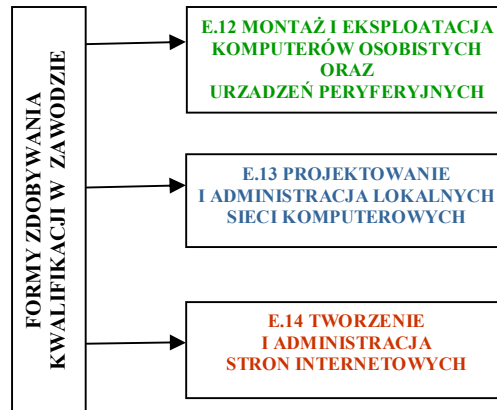 FORMY ZDOBYWANIA
KWALIFIKACJI W ZAWODZIE
E.12 MONTAŻ I EKSPLOATACJA
KOMPUTERÓW OSOBISTYCH
ORAZ
URZADZEŃ PERYFERYJNYCH
E.13 PROJEKTOWANIE
I ADMINISTRACJA LOKALNYCH
SIECI KOMPUTEROWYCH
E.14 TWORZENIE
I ADMINISTRACJA
STRON INTERNETOWYCH